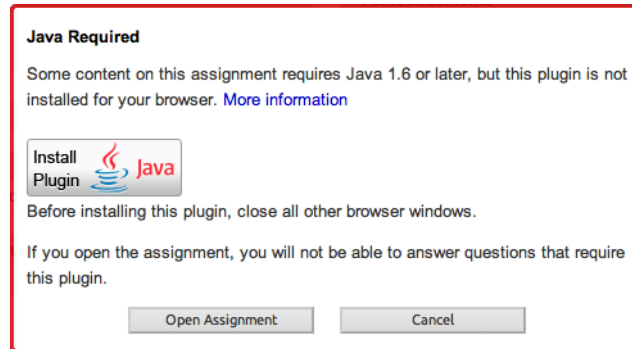 Java Required
Some content on this assignment requires Java 1.6 or later, but this plugin is not
installed for your browser. More information
Install
Plugin
Java
Before installing this plugin, close all other browser windows.
If you open the assignment, you will not be able to answer questions that require
this plugin.
Open Assignment
Cancel